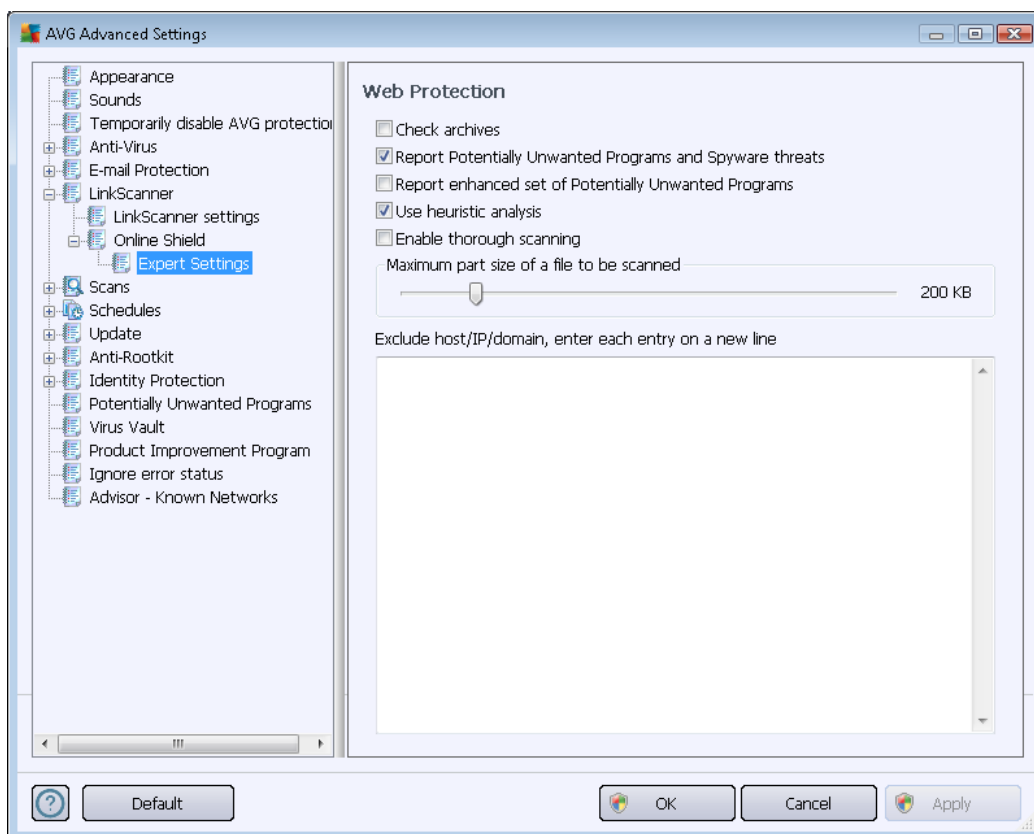 AVG Advanced Settings
Appearance
Sounds
Temporarily disable AVG protection
Anti-Virus
E-mail Protection
LinkScanner
LinkScanner settings
Online Shield
Expert Settings
Scans
Schedules
Update
Anti-Rootkit
Identity Protection
Potentially Unwanted Programs
Virus Vault
Product Improvement Program
Ignore error status
Advisor - Known Networks
Web Protection
Check archives
Report Potentially Unwanted Programs and Spyware threats
Report enhanced set of Potentially Unwanted Programs
Use heuristic analysis
Enable thorough scanning
Maximum part size of a file to be scanned
200 KB
Exclude host/IP/domain, enter each entry on a new line
? Default OK Cancel Apply